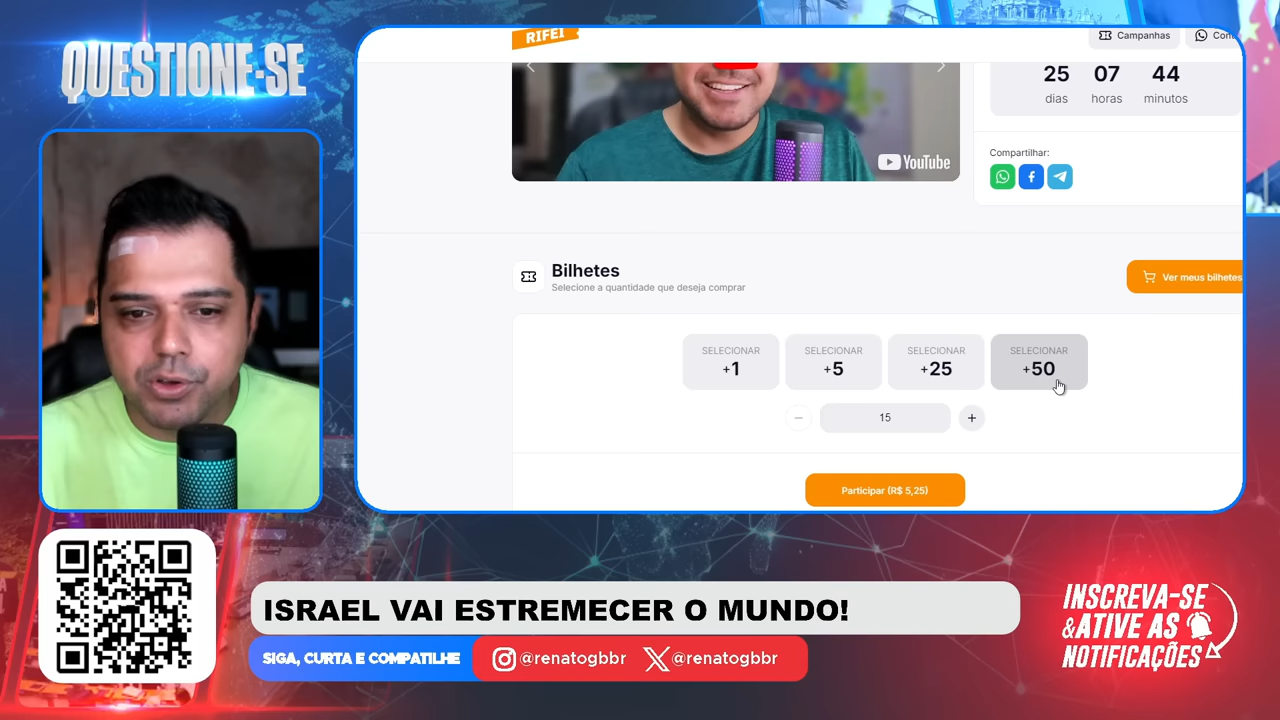 QUESTIONE-SE
RIFEI
Campanhas
25 07 44
dias horas minutos
Compartilhar:
YouTube
Bilhetes
Selecione a quantidade que deseja comprar
Ver meus bilhetes
SELECIONAR SELECIONAR SELECIONAR SELECIONAR
+1 +5 +25 +50
− 15 +
Participar (R$ 5,25)
ISRAEL VAI ESTREMECER O MUNDO!
SIGA, CURTA E COMPATILHE @renatogbbr @renatogbbr
INSCREVA-SE
&ATIVE AS
NOTIFICAÇÕES